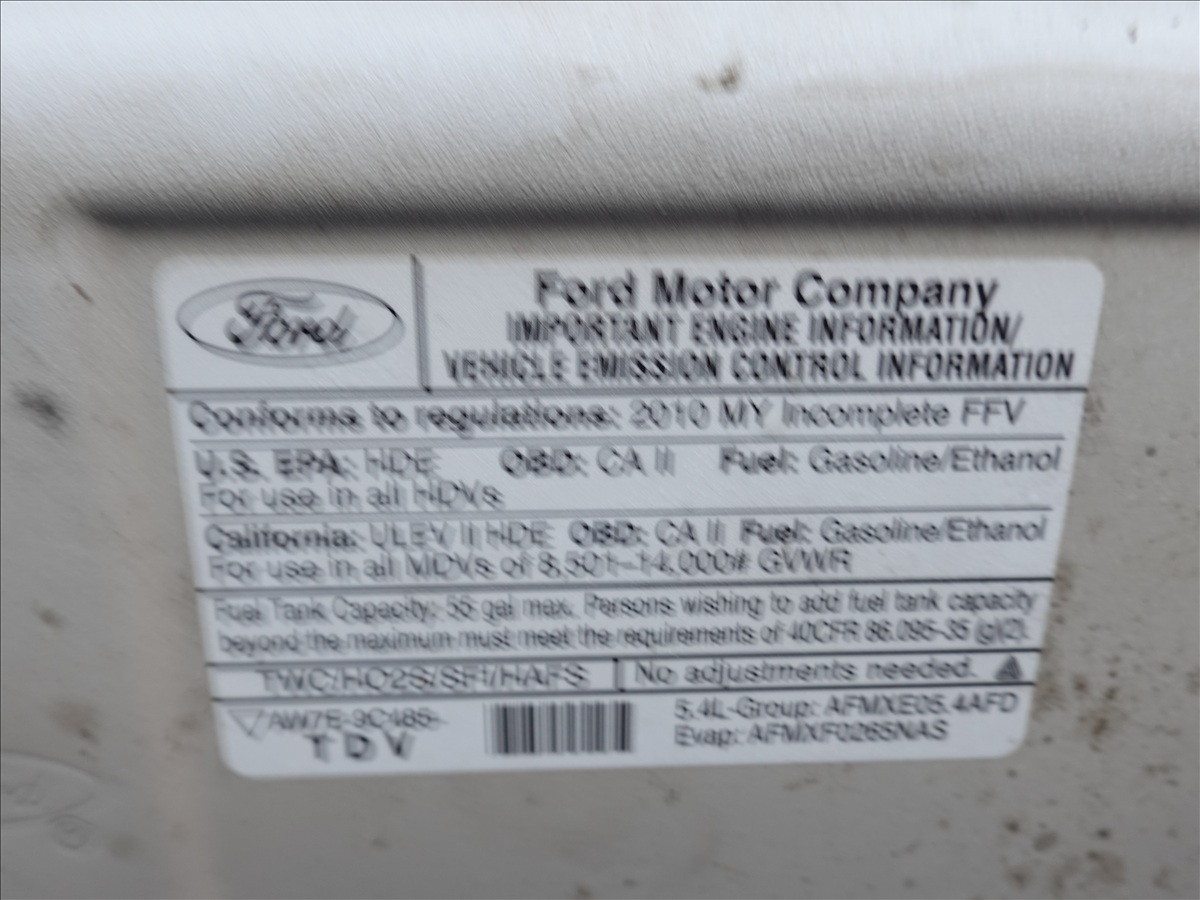 Ford
Ford Motor Company
IMPORTANT ENGINE INFORMATION/
VEHICLE EMISSION CONTROL INFORMATION
Conforms to regulations: 2010 MY Incomplete FFV
U.S. EPA: HDE OBD: CA II Fuel: Gasoline/Ethanol
For use in all HDVs
California: ULEV II HDE OBD: CA II Fuel: Gasoline/Ethanol
For use in all MDVs of 8,501-14,000# GVWR
Fuel Tank Capacity: 55 gal max. Persons wishing to add fuel tank capacity
beyond the maximum must meet the requirements of 40CFR 86.095-35 (g)(2).
TWC/HO2S/SFI/HAFS No adjustments needed.
AW7E-9C485-
TDV
5.4L-Group: AFMXE05.4AFD
Evap: AFMXF0265NAS